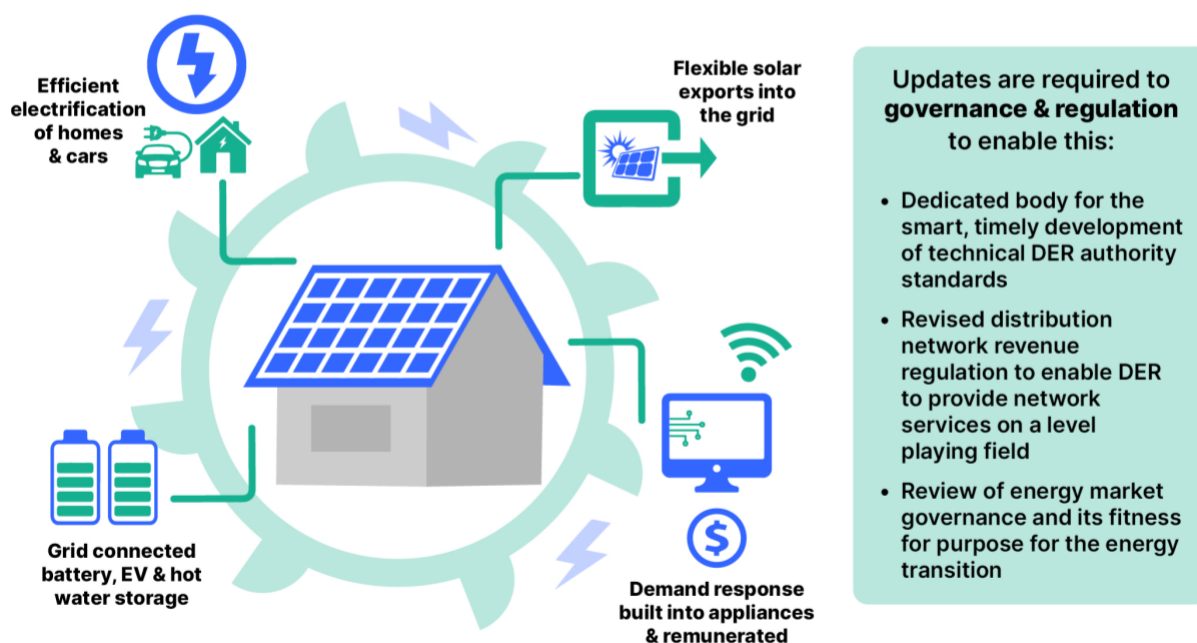 Efficient
electrification
of homes
& cars
Flexible solar
exports into
the grid
Grid connected
battery, EV & hot
water storage
$
Demand response
built into appliances
& remunerated
Updates are required to
governance & regulation
to enable this:
• Dedicated body for the
smart, timely development
of technical DER authority
standards
• Revised distribution
network revenue
regulation to enable DER
to provide network
services on a level
playing field
• Review of energy market
governance and its fitness
for purpose for the energy
transition